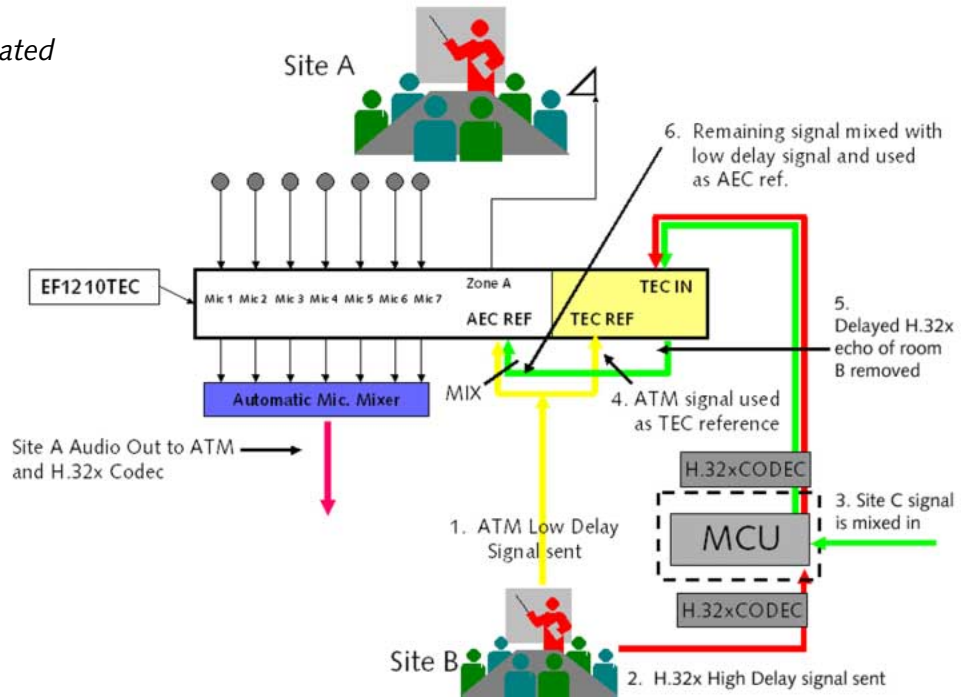 Site A
6. Remaining signal mixed with
low delay signal and used
as AEC ref.
EF1210TEC
Mic 1 Mic 2 Mic 3 Mic 4 Mic 5 Mic 6 Mic 7
Zone A
AEC REF
TEC IN
TEC REF
5.
Delayed H.32x
echo of room
B removed
Automatic Mic. Mixer
MIX
4. ATM signal used
as TEC reference
Site A Audio Out to ATM
and H.32x Codec
H.32xCODEC
3. Site C signal
is mixed in
MCU
1. ATM Low Delay
Signal sent
H.32xCODEC
Site B
2. H.32x High Delay signal sent